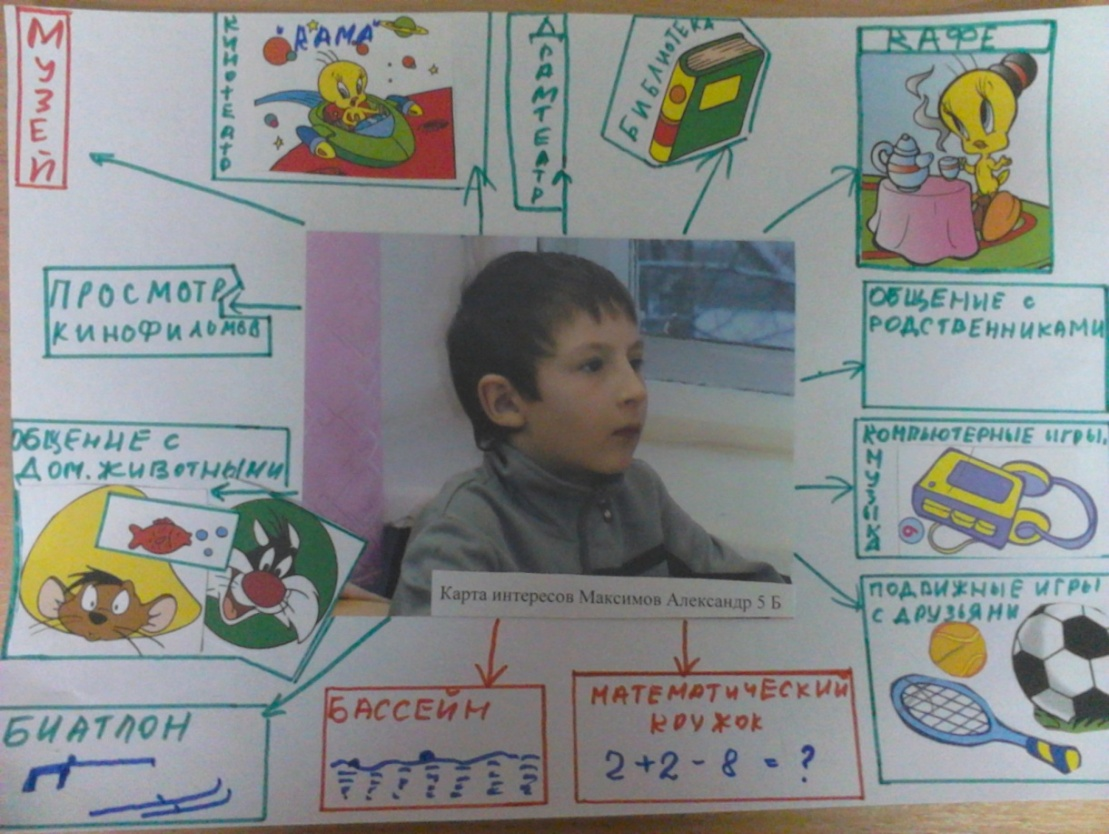 МУЗЕЙ
КИНОТЕАТР
"РАМА"
ДРАМТЕАТР
БИБЛИОТЕКА
КАФЕ
ПРОСМОТР
КИНОФИЛЬМОВ
ОБЩЕНИЕ С
РОДСТВЕННИКАМИ
ОБЩЕНИЕ С
ДОМ. ЖИВОТНЫМИ
КОМПЬЮТЕРНЫЕ ИГРЫ.
МУЗЫКА
Карта интересов Максимов Александр 5 Б
ПОДВИЖНЫЕ ИГРЫ
С ДРУЗЬЯМИ
БИАТЛОН
БАССЕЙН
МАТЕМАТИЧЕСКИЙ
КРУЖОК
2+2-8=?